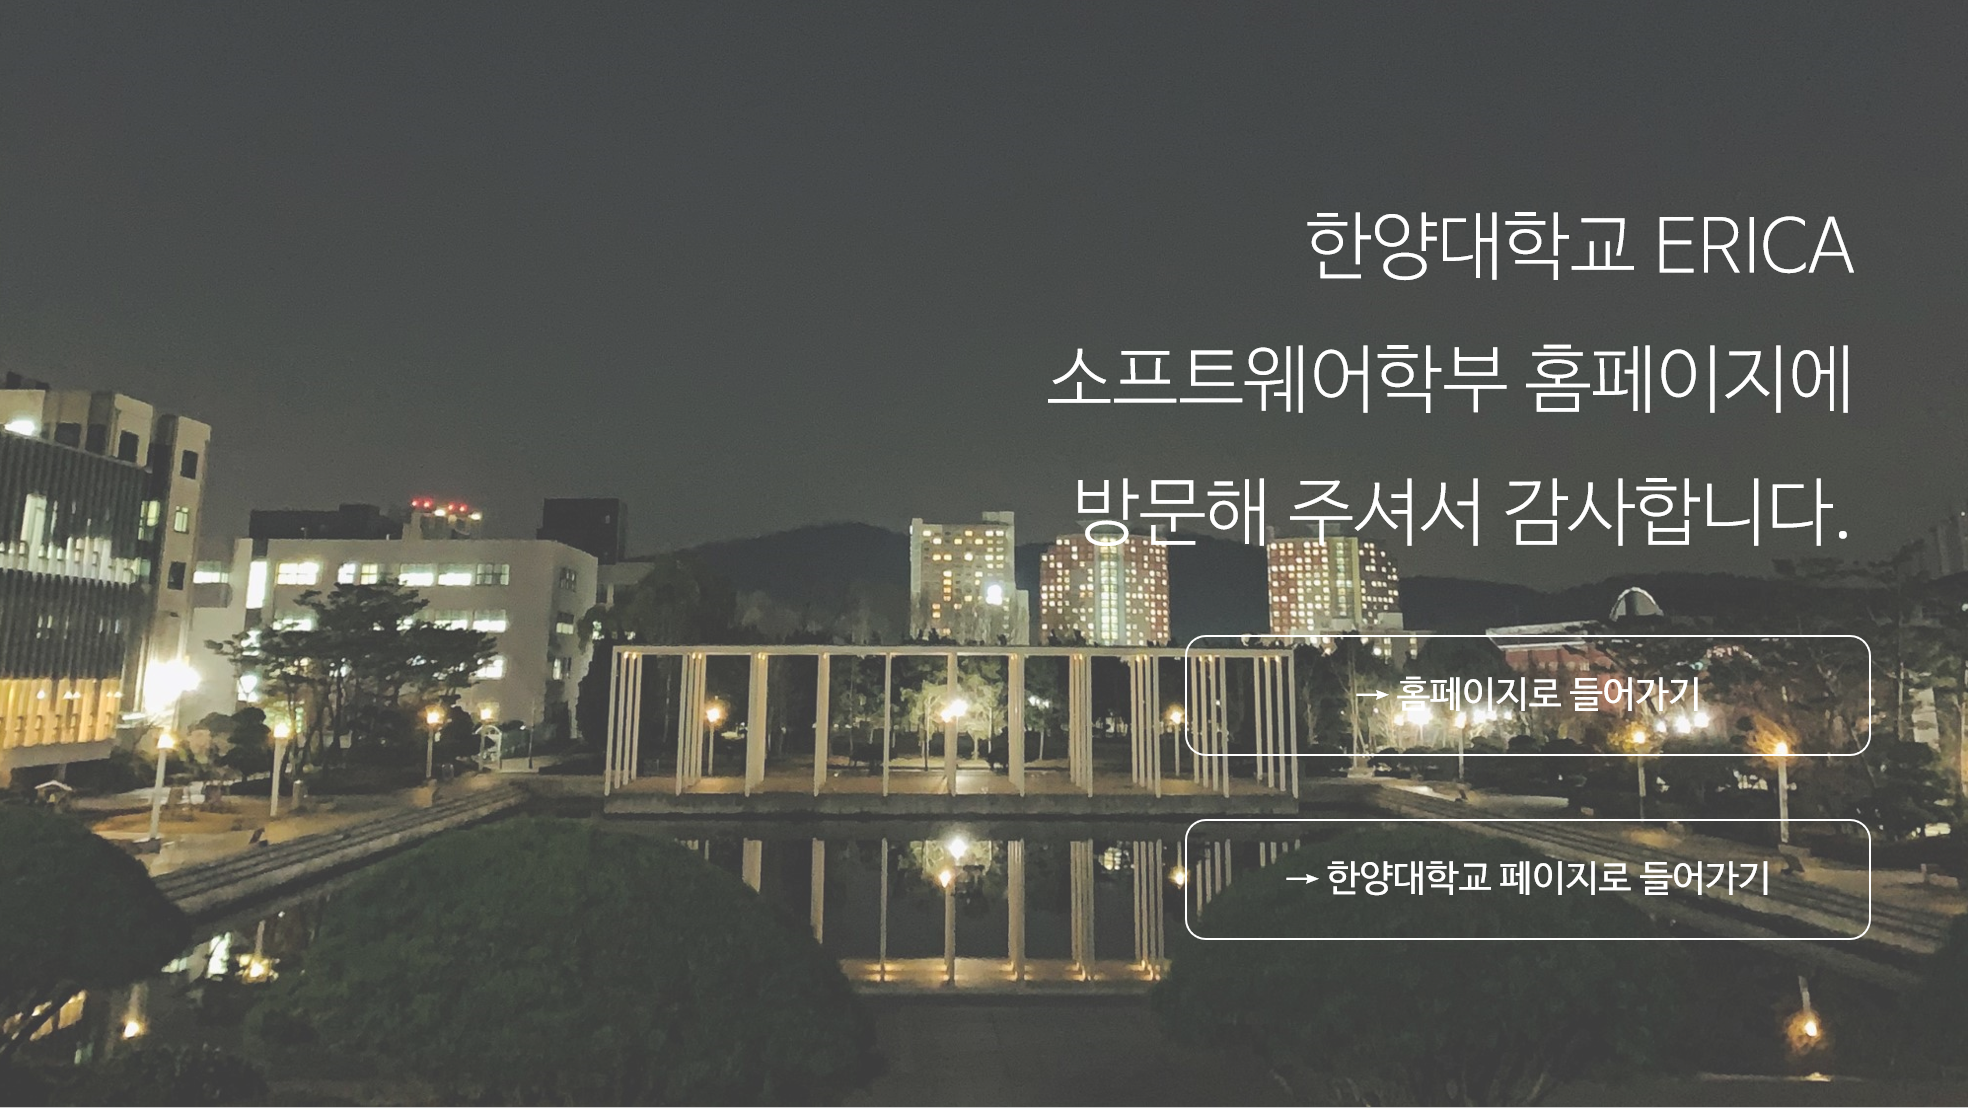 한양대학교 ERICA
소프트웨어학부 홈페이지에
방문해 주셔서 감사합니다.
→ 홈페이지로 들어가기
→ 한양대학교 페이지로 들어가기